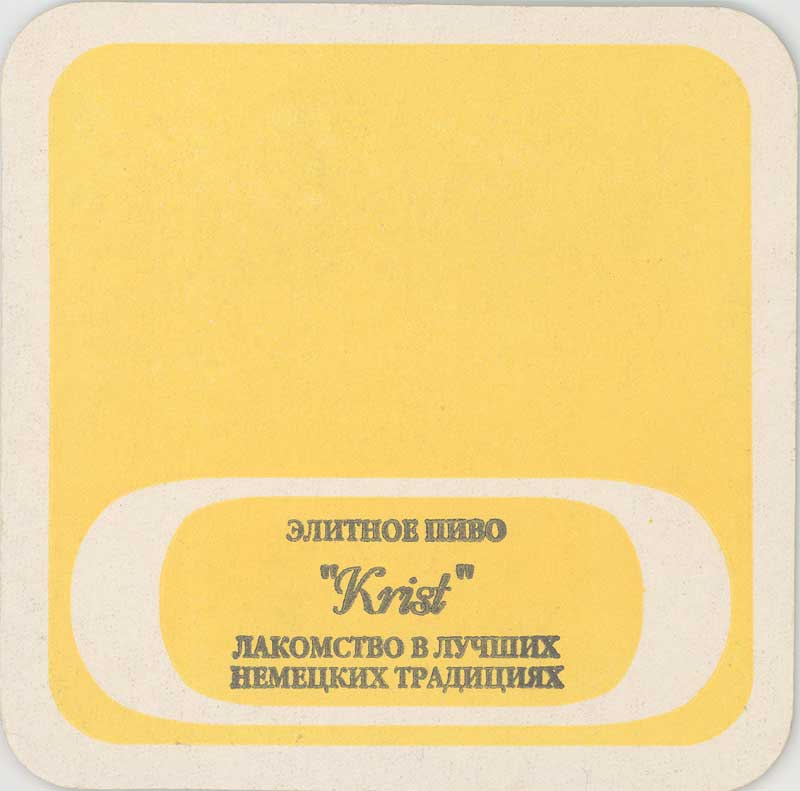 ЭЛИТНОЕ ПИВО
"Krist"
ЛАКОМСТВО В ЛУЧШИХ
НЕМЕЦКИХ ТРАДИЦИЯХ